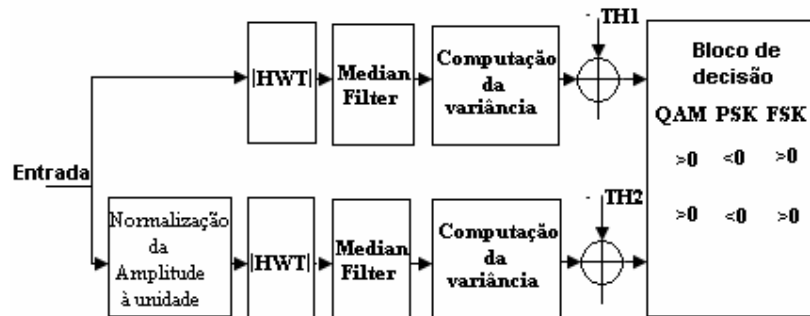 - TH1
|HWT|
Median
Filter
Computação
da
variância
Bloco de
decisão
QAM PSK FSK
>0 <0 >0
>0 <0 >0
Entrada
Normalização
da
Amplitude
à unidade
|HWT|
Median
Filter
Computação
da
variância
- TH2